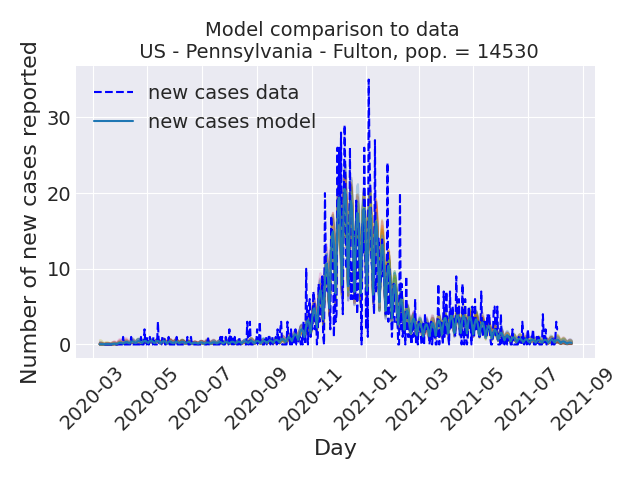 Model comparison to data
US - Pennsylvania - Fulton, pop. = 14530
Number of new cases reported
30
20
10
0
new cases data
new cases model
2020-03
2020-05
2020-07
2020-09
2020-11
2021-01
2021-03
2021-05
2021-07
2021-09
Day